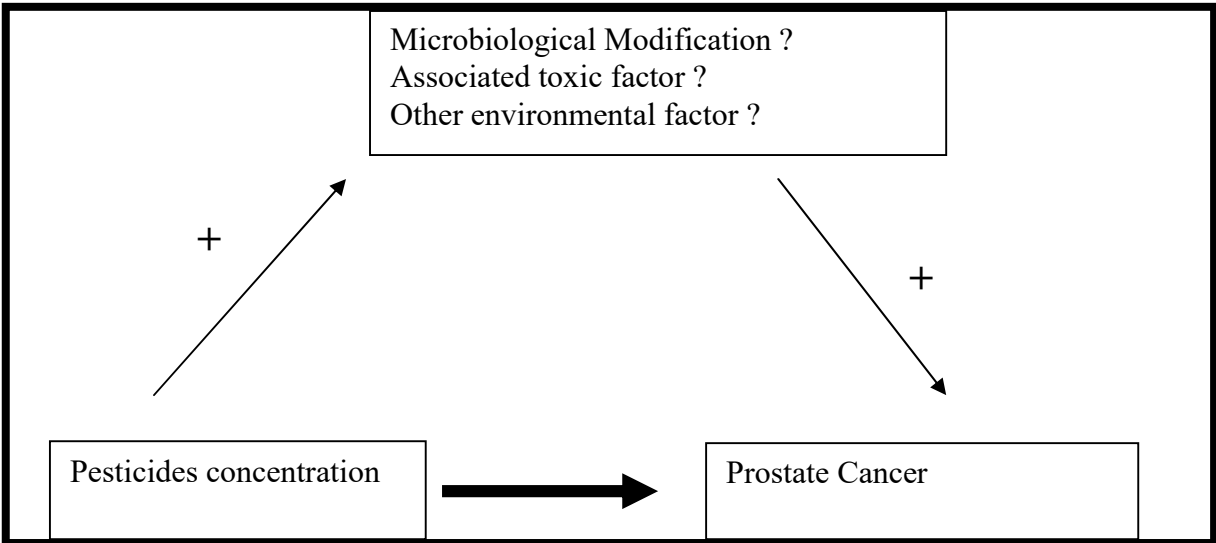 Microbiological Modification ?
Associated toxic factor ?
Other environmental factor ?
+
+
Pesticides concentration
Prostate Cancer